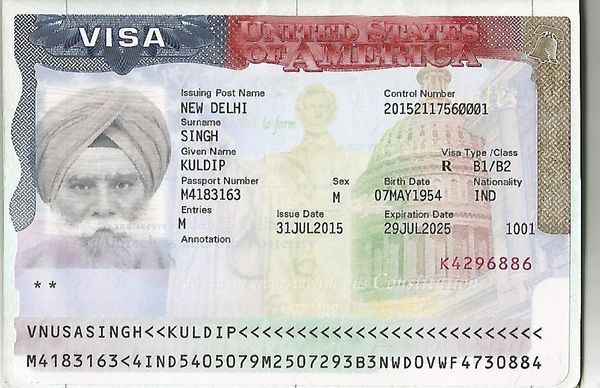 VISA
UNITED STATES
OF AMERICA
Issuing Post Name
NEW DELHI
Control Number
20152117560001
Surname
SINGH
Given Name
KULDIP
Visa Type /Class
R B1/B2
Passport Number
M4183163
Sex
M
Birth Date
07MAY1954
Nationality
IND
Entries
M
Issue Date
31JUL2015
Expiration Date
29JUL2025
1001
Annotation
K4296886
Constitution
**
VNUSASINGH<<KULDIP<<<<<<<<<<<<<<<<<<<<<<<<<<
M4183163<4IND5405079M2507293B3NWDOVWF4730884